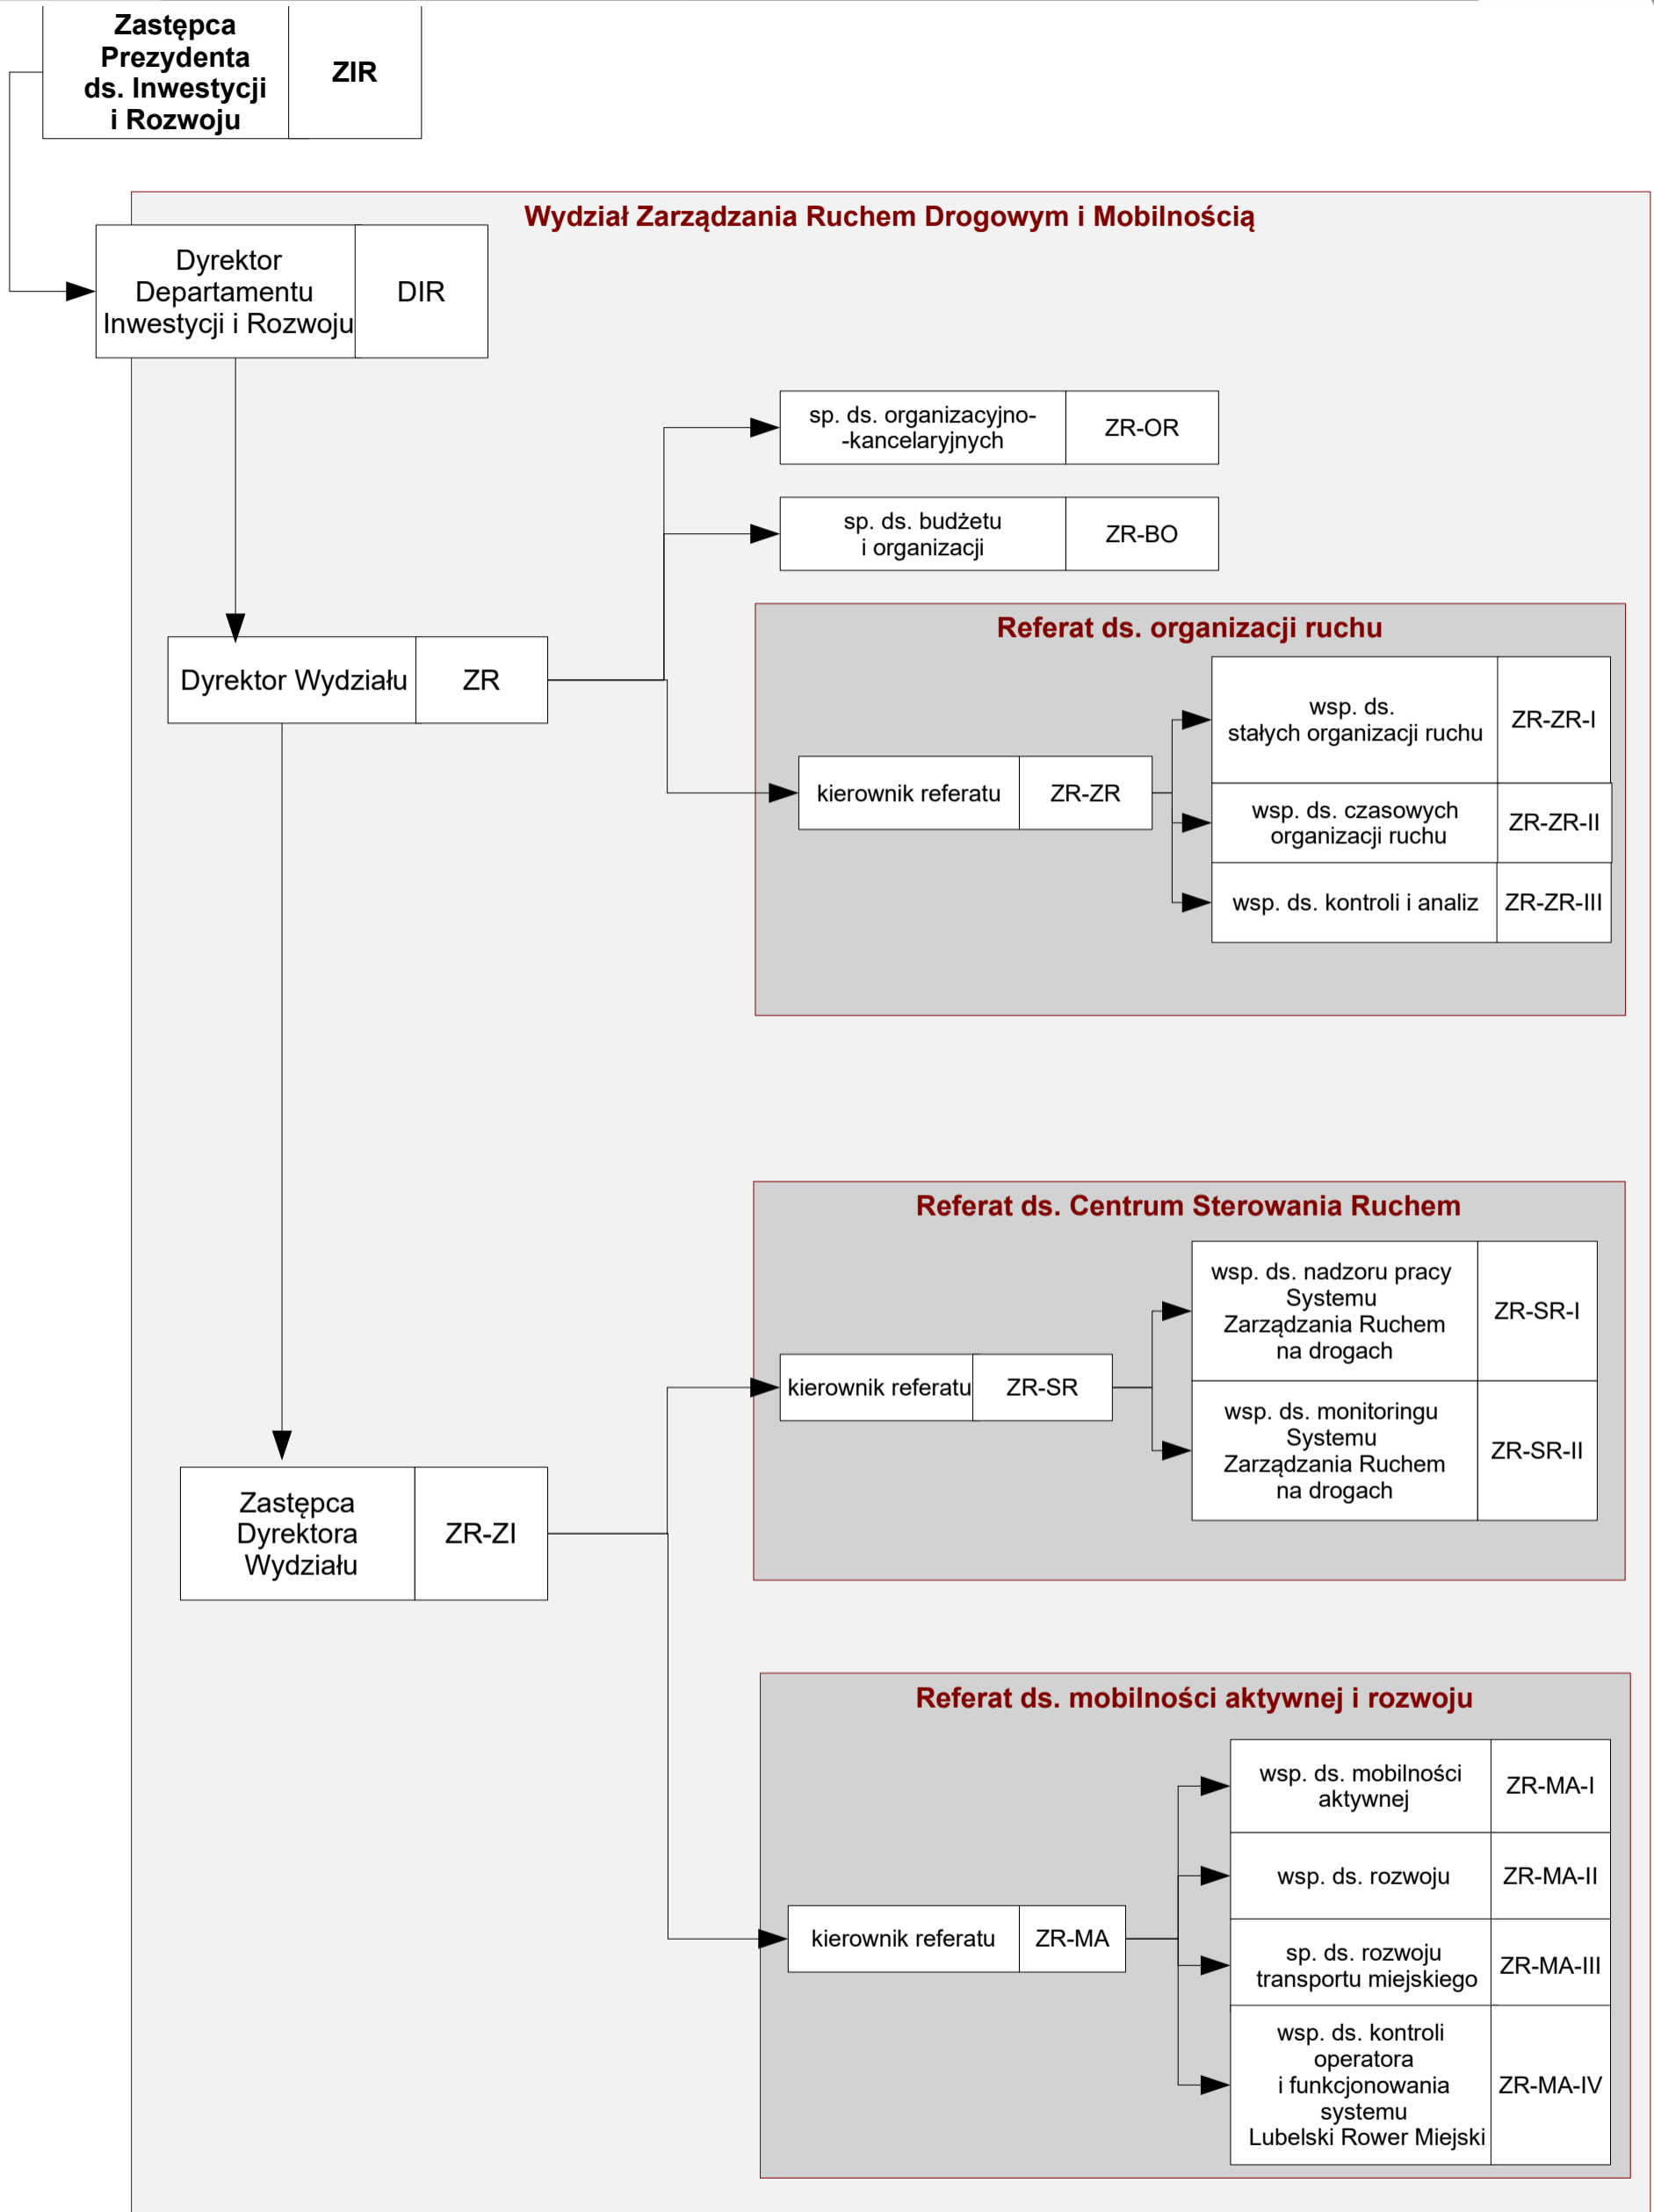 Zastępca
Prezydenta
ds. Inwestycji
i Rozwoju
ZIR
Wydział Zarządzania Ruchem Drogowym i Mobilnością
Dyrektor
Departamentu
Inwestycji i Rozwoju
DIR
sp. ds. organizacyjno-
-kancelaryjnych
ZR-OR
sp. ds. budżetu
i organizacji
ZR-BO
Dyrektor Wydziału
ZR
Referat ds. organizacji ruchu
kierownik referatu
ZR-ZR
wsp. ds.
stałych organizacji ruchu
ZR-ZR-I
wsp. ds. czasowych
organizacji ruchu
ZR-ZR-II
wsp. ds. kontroli i analiz
ZR-ZR-III
Zastępca
Dyrektora
Wydziału
ZR-ZI
Referat ds. Centrum Sterowania Ruchem
kierownik referatu
ZR-SR
wsp. ds. nadzoru pracy
Systemu
Zarządzania Ruchem
na drogach
ZR-SR-I
wsp. ds. monitoringu
Systemu
Zarządzania Ruchem
na drogach
ZR-SR-II
Referat ds. mobilności aktywnej i rozwoju
kierownik referatu
ZR-MA
wsp. ds. mobilności
aktywnej
ZR-MA-I
wsp. ds. rozwoju
ZR-MA-II
sp. ds. rozwoju
transportu miejskiego
ZR-MA-III
wsp. ds. kontroli
operatora
i funkcjonowania
systemu
Lubelski Rower Miejski
ZR-MA-IV